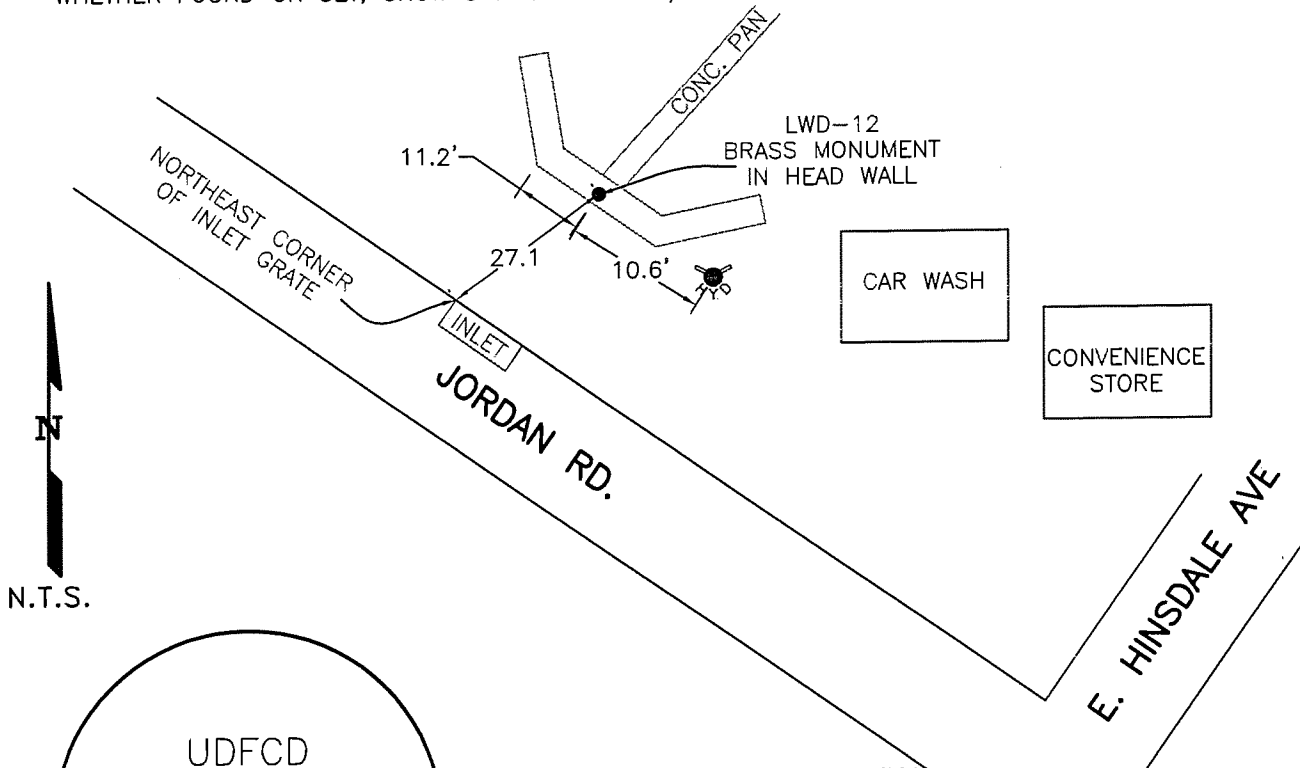 CONC. PAN
LWD-12
BRASS MONUMENT
IN HEAD WALL
11.2'
NORTHEAST CORNER
OF INLET
GRATE
27.1
10.6'
HYD
CAR WASH
INLET
CONVENIENCE
STORE
JORDAN RD.
N
E. HINSDALE AVE
N.T.S.
UDFCD